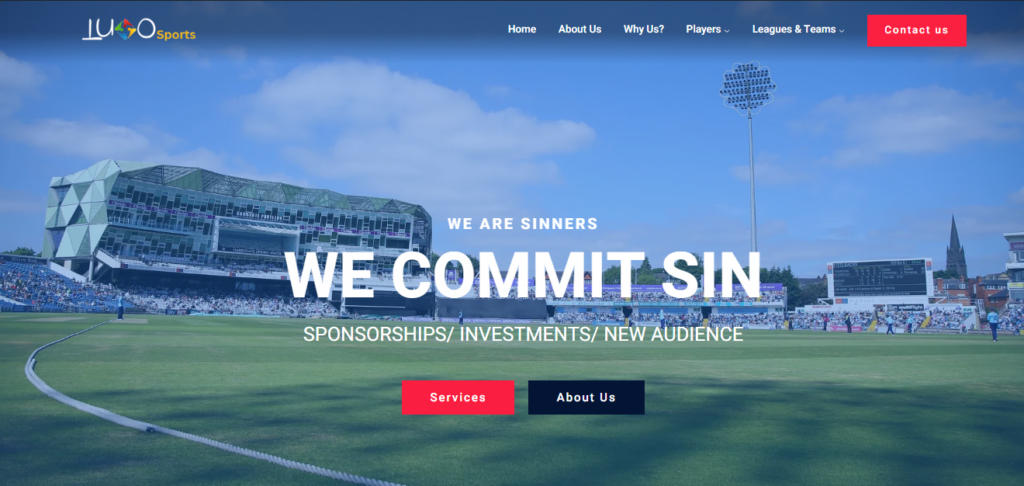 IUGO Sports
Home About Us Why Us? Players Leagues & Teams Contact us
WE ARE SINNERS
WE COMMIT SIN
SPONSORSHIPS/ INVESTMENTS/ NEW AUDIENCE
Services About Us